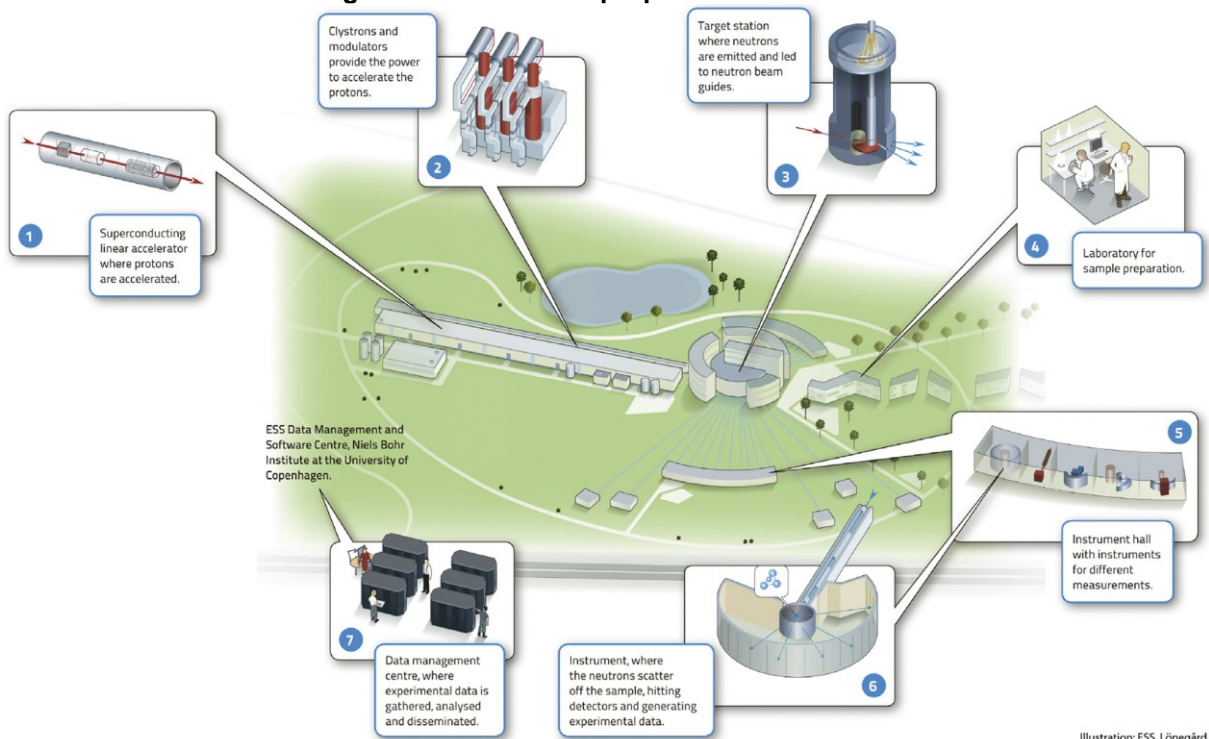 Clystrons and
modulators
provide the power
to accelerate the
protons.
2
Target station
where neutrons
are emitted and led
to neutron beam
guides.
3
1
Superconducting
linear accelerator
where protons
are accelerated.
4
Laboratory for
sample preparation.
ESS Data Management and
Software Centre, Niels Bohr
Institute at the University of
Copenhagen.
5
Instrument hall
with instruments
for different
measurements.
7
Data management
centre, where
experimental data is
gathered, analysed
and disseminated.
Instrument, where
the neutrons scatter
off the sample, hitting
detectors and generating
experimental data.
6
Illustration: ESS, Lönegård